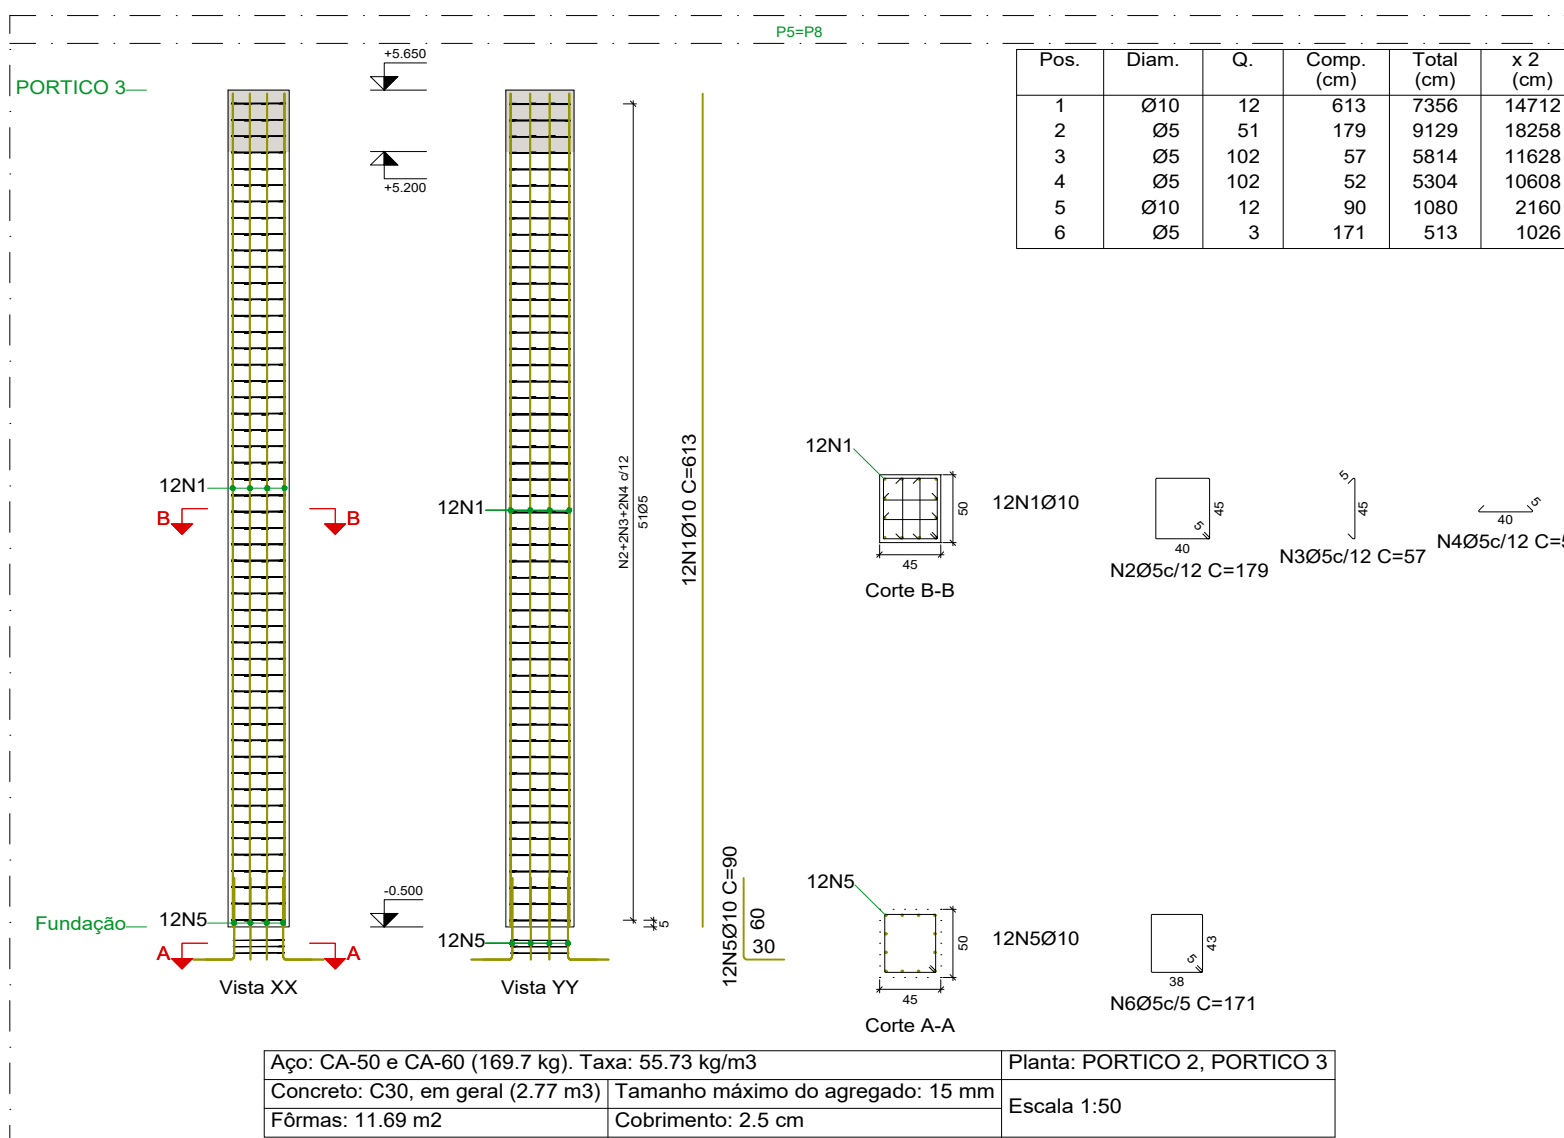 P5=P8
PORTICO 3
+5.650
+5.200
Pos. Diam. Q. Comp. (cm) Total (cm) x 2 (cm)
1 Ø10 12 613 7356 14712
2 Ø5 51 179 9129 18258
3 Ø5 102 57 5814 11628
4 Ø5 102 52 5304 10608
5 Ø10 12 90 1080 2160
6 Ø5 3 171 513 1026
12N1
B B
12N1
N2+2N3+2N4 c/12
51Ø5
5
12N1Ø10 C=613
12N1
50
45
12N1Ø10
Corte B-B
45
5
40
N2Ø5c/12 C=179
5
45
N3Ø5c/12 C=57
5
40
N4Ø5c/12 C=5
-0.500
Fundação
12N5
A A
Vista XX
12N5
Vista YY
12N5Ø10 C=90
60
30
12N5
50
45
12N5Ø10
Corte A-A
43
5
38
N6Ø5c/5 C=171
Aço: CA-50 e CA-60 (169.7 kg). Taxa: 55.73 kg/m3
Planta: PORTICO 2, PORTICO 3
Concreto: C30, em geral (2.77 m3)
Tamanho máximo do agregado: 15 mm
Escala 1:50
Fôrmas: 11.69 m2
Cobrimento: 2.5 cm